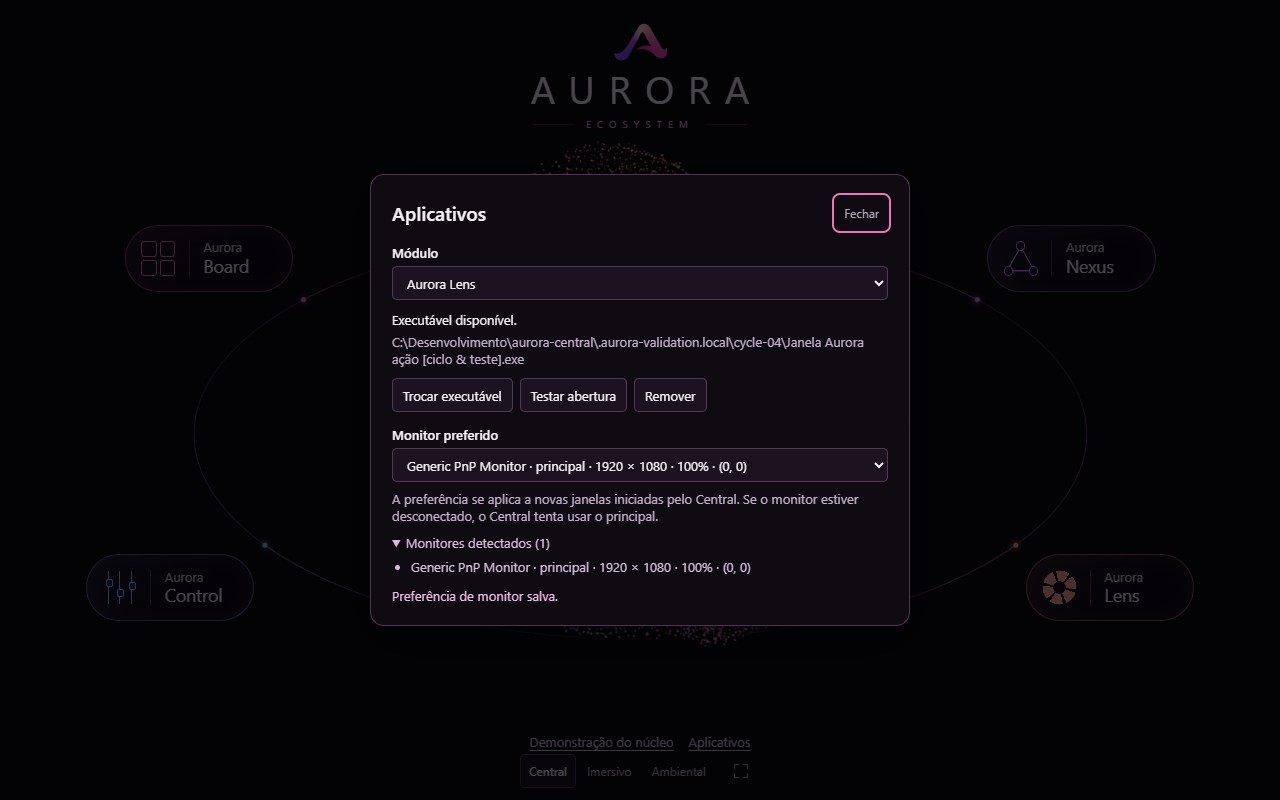 AURORA
ECOSYSTEM
Aplicativos
Fechar
Módulo
Aurora Lens
Executável disponível.
C:\Desenvolvimento\aurora-central\.aurora-validation.local\cycle-04\Janela Aurora
ação [ciclo & teste].exe
Trocar executável
Testar abertura
Remover
Monitor preferido
Generic PnP Monitor · principal · 1920 × 1080 · 100% · (0, 0)
A preferência se aplica a novas janelas iniciadas pelo Central. Se o monitor estiver
desconectado, o Central tenta usar o principal.
▼ Monitores detectados (1)
• Generic PnP Monitor · principal · 1920 × 1080 · 100% · (0, 0)
Preferência de monitor salva.
Aurora
Board
Aurora
Nexus
Aurora
Control
Aurora
Lens
Demonstração do núcleo
Aplicativos
Central
Imersivo
Ambiental